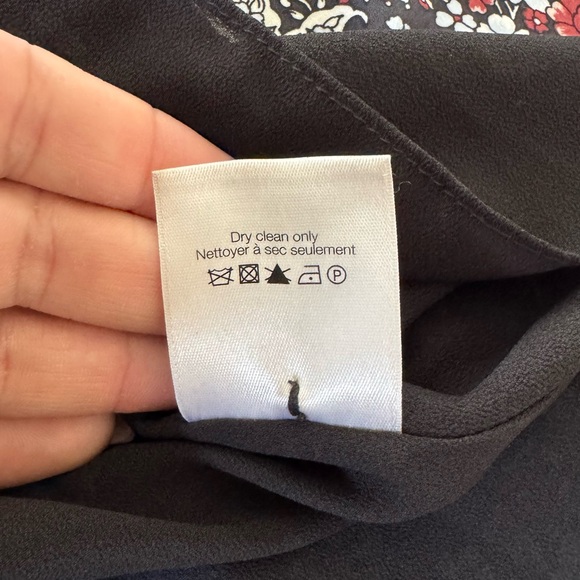 Dry clean only
Nettoyer à sec seulement
P